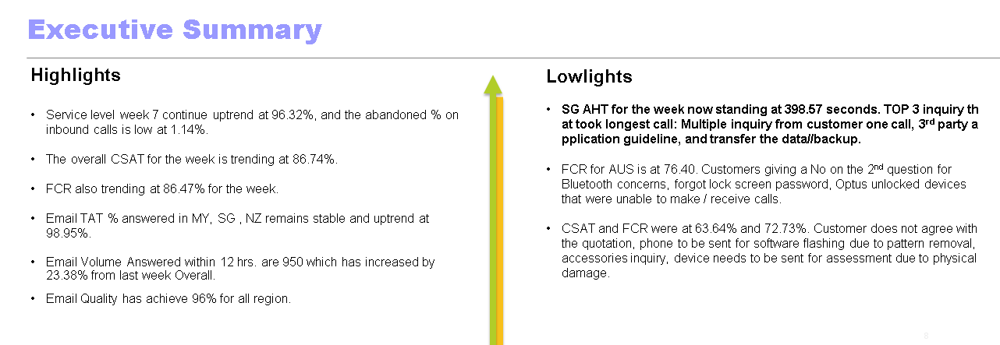 Executive Summary
Highlights
• Service level week 7 continue uptrend at 96.32%, and the abandoned % on
inbound calls is low at 1.14%.
• The overall CSAT for the week is trending at 86.74%.
• FCR also trending at 86.47% for the week.
• Email TAT % answered in MY, SG , NZ remains stable and uptrend at
98.95%.
• Email Volume Answered within 12 hrs. are 950 which has increased by
23.38% from last week Overall.
• Email Quality has achieve 96% for all region.
Lowlights
• SG AHT for the week now standing at 398.57 seconds. TOP 3 inquiry th
at took longest call: Multiple inquiry from customer one call, 3rd party a
pplication guideline, and transfer the data//backup.
• FCR for AUS is at 76.40. Customers giving a No on the 2nd question for
Bluetooth concerns, forgot lock screen password, Optus unlocked devices
that were unable to make / receive calls.
• CSAT and FCR were at 63.64% and 72.73%. Customer does not agree with
the quotation, phone to be sent for software flashing due to pattern removal,
accessories inquiry, device needs to be sent for assessment due to physical
damage.
8